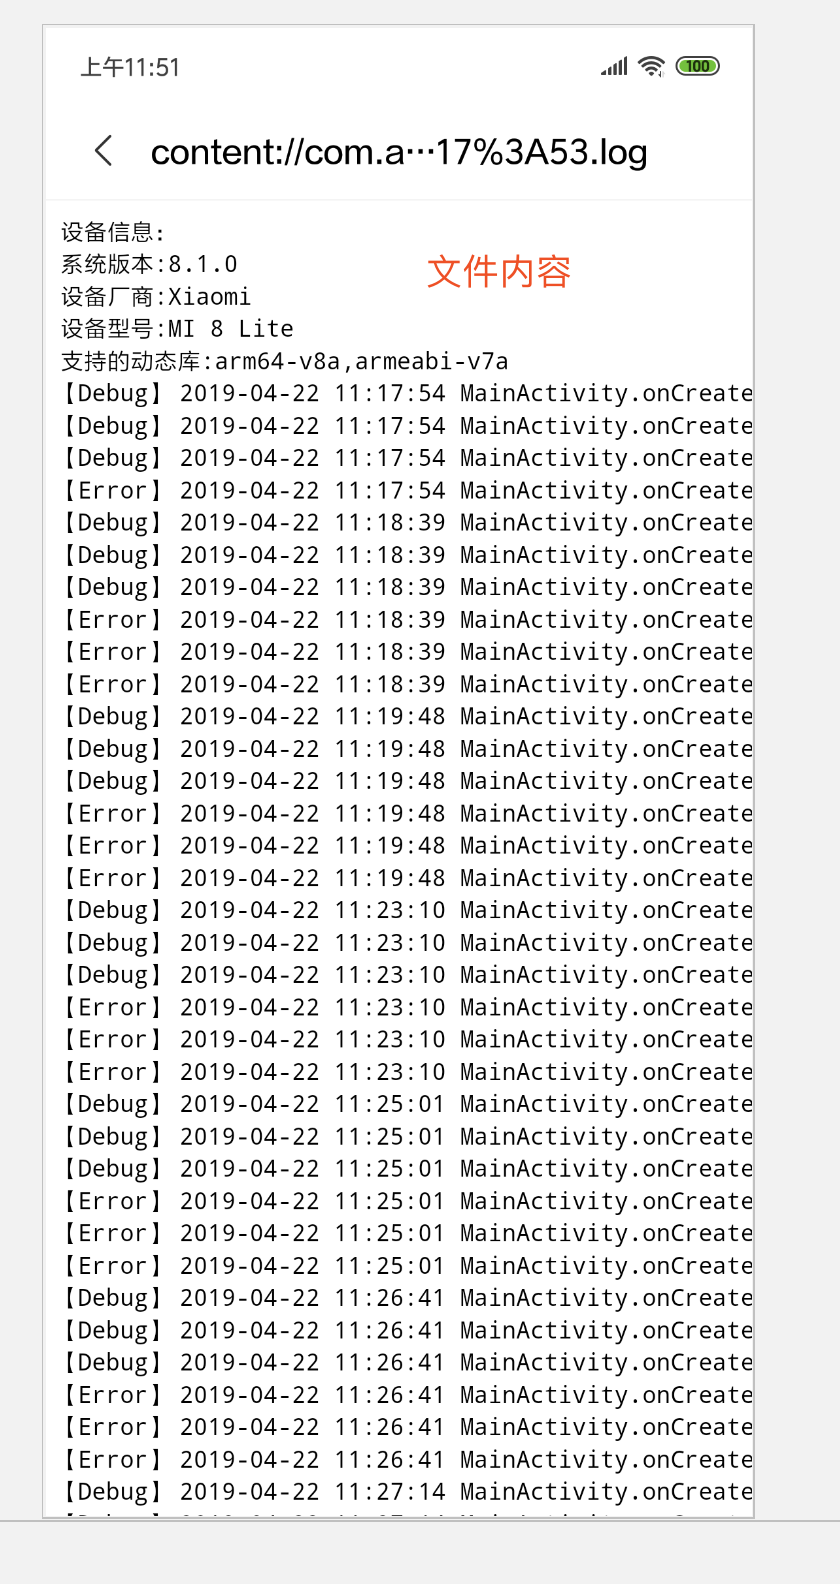 上午11:51
100
content://com.a…17%3A53.log
设备信息:
文件内容
系统版本:8.1.0
设备厂商:Xiaomi
设备型号:MI 8 Lite
支持的动态库:arm64-v8a,armeabi-v7a
【Debug】 2019-04-22 11:17:54 MainActivity.onCreate
【Debug】 2019-04-22 11:17:54 MainActivity.onCreate
【Debug】 2019-04-22 11:17:54 MainActivity.onCreate
【Error】 2019-04-22 11:17:54 MainActivity.onCreate
【Debug】 2019-04-22 11:18:39 MainActivity.onCreate
【Debug】 2019-04-22 11:18:39 MainActivity.onCreate
【Debug】 2019-04-22 11:18:39 MainActivity.onCreate
【Error】 2019-04-22 11:18:39 MainActivity.onCreate
【Error】 2019-04-22 11:18:39 MainActivity.onCreate
【Error】 2019-04-22 11:18:39 MainActivity.onCreate
【Debug】 2019-04-22 11:19:48 MainActivity.onCreate
【Debug】 2019-04-22 11:19:48 MainActivity.onCreate
【Debug】 2019-04-22 11:19:48 MainActivity.onCreate
【Error】 2019-04-22 11:19:48 MainActivity.onCreate
【Error】 2019-04-22 11:19:48 MainActivity.onCreate
【Error】 2019-04-22 11:19:48 MainActivity.onCreate
【Debug】 2019-04-22 11:23:10 MainActivity.onCreate
【Debug】 2019-04-22 11:23:10 MainActivity.onCreate
【Debug】 2019-04-22 11:23:10 MainActivity.onCreate
【Error】 2019-04-22 11:23:10 MainActivity.onCreate
【Error】 2019-04-22 11:23:10 MainActivity.onCreate
【Error】 2019-04-22 11:23:10 MainActivity.onCreate
【Debug】 2019-04-22 11:25:01 MainActivity.onCreate
【Debug】 2019-04-22 11:25:01 MainActivity.onCreate
【Debug】 2019-04-22 11:25:01 MainActivity.onCreate
【Error】 2019-04-22 11:25:01 MainActivity.onCreate
【Error】 2019-04-22 11:25:01 MainActivity.onCreate
【Error】 2019-04-22 11:25:01 MainActivity.onCreate
【Debug】 2019-04-22 11:26:41 MainActivity.onCreate
【Debug】 2019-04-22 11:26:41 MainActivity.onCreate
【Debug】 2019-04-22 11:26:41 MainActivity.onCreate
【Error】 2019-04-22 11:26:41 MainActivity.onCreate
【Error】 2019-04-22 11:26:41 MainActivity.onCreate
【Error】 2019-04-22 11:26:41 MainActivity.onCreate
【Debug】 2019-04-22 11:27:14 MainActivity.onCreate